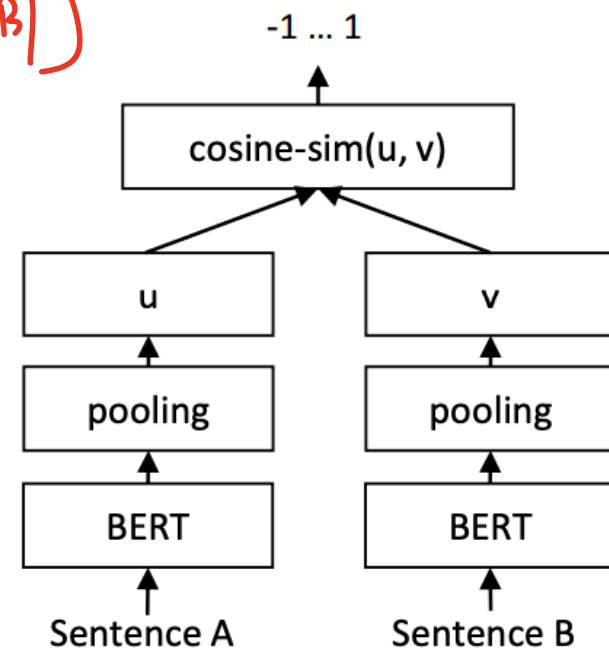 B)
-1 ... 1
cosine-sim(u, v)
u
v
pooling
pooling
BERT
BERT
Sentence A
Sentence B